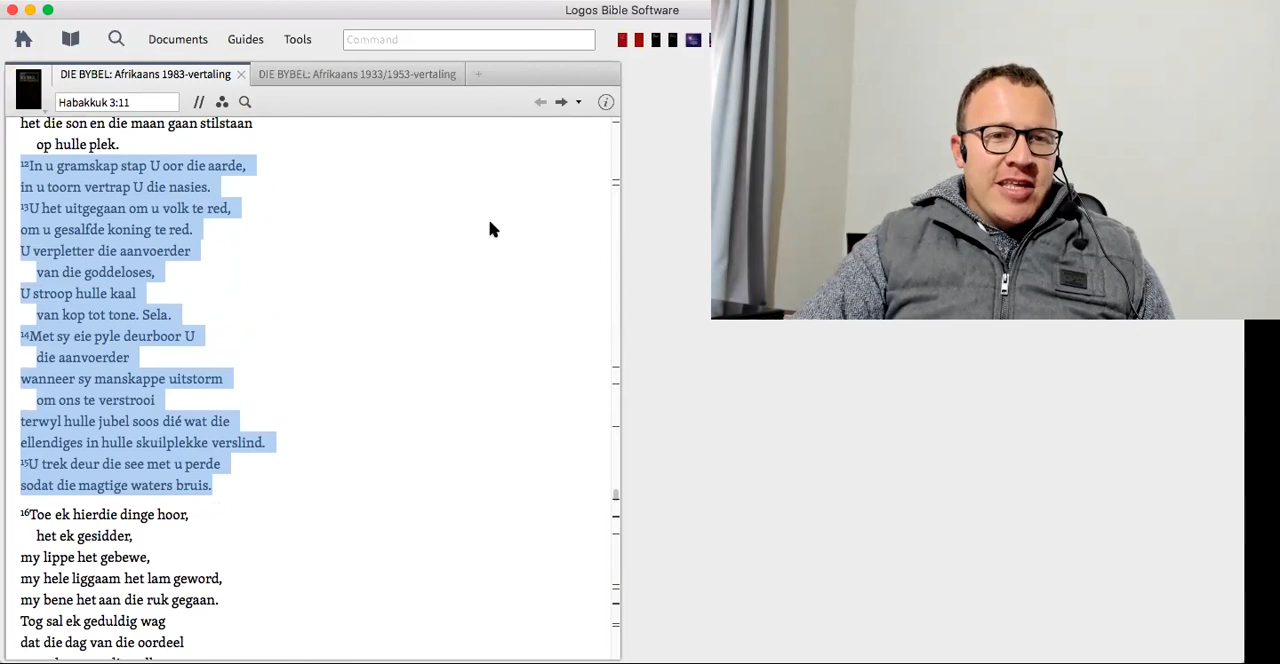 Logos Bible Software
Documents Guides Tools Command
DIE BYBEL: Afrikaans 1983-vertaling DIE BYBEL: Afrikaans 1933/1953-vertaling
Habakkuk 3:11
het die son en die maan gaan stilstaan
op hulle plek.
12In u gramskap stap U oor die aarde,
in u toorn vertrap U die nasies.
13U het uitgegaan om u volk te red,
om u gesalfde koning te red.
U verpletter die aanvoerder
van die goddeloses,
U stroop hulle kaal
van kop tot tone. Sela.
14Met sy eie pyle deurboor U
die aanvoerder
wanneer sy manskappe uitstorm
om ons te verstrooi
terwyl hulle jubel soos dié wat die
ellendiges in hulle skuilplekke verslind.
15U trek deur die see met u perde
sodat die magtige waters bruis.
16Toe ek hierdie dinge hoor,
het ek gesidder,
my lippe het gebewe,
my hele liggaam het lam geword,
my bene het aan die ruk gegaan.
Tog sal ek geduldig wag
dat die dag van die oordeel